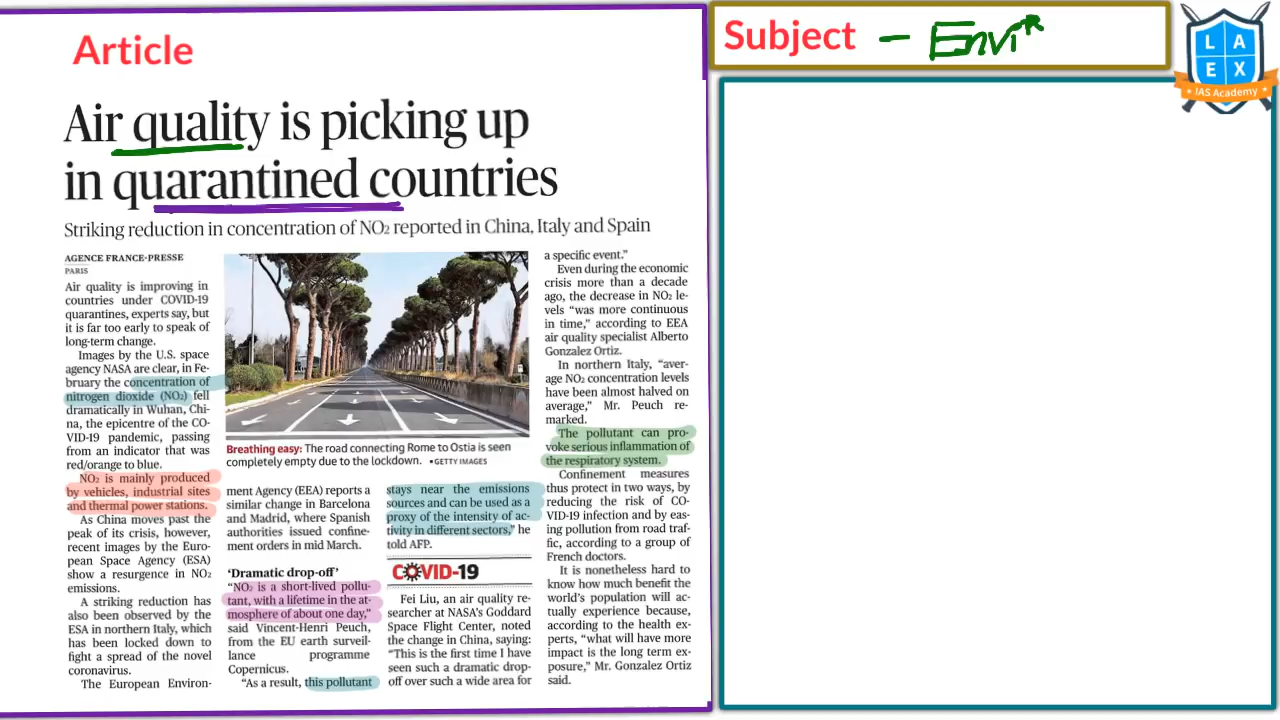 Article
Subject - Envir
L A
E X
IAS Academy
Air quality is picking up
in quarantined countries
Striking reduction in concentration of NO₂ reported in China, Italy and Spain
AGENCE FRANCE-PRESSE
PARIS
Air quality is improving in
countries under COVID-19
quarantines, experts say, but
it is far too early to speak of
long-term change.
Images by the U.S. space
agency NASA are clear, in Fe-
bruary the concentration of
nitrogen dioxide (NO₂) fell
dramatically in Wuhan, Chi-
na, the epicentre of the CO-
VID-19 pandemic, passing
from an indicator that was
red/orange to blue.
NO₂ is mainly produced
by vehicles, industrial sites
and thermal power stations.
As China moves past the
peak of its crisis, however,
recent images by the Euro-
pean Space Agency (ESA)
show a resurgence in NO₂
emissions.
A striking reduction has
also been observed by the
ESA in northern Italy, which
has been locked down to
fight a spread of the novel
coronavirus.
The European Environ-
Breathing easy: The road connecting Rome to Ostia is seen
completely empty due to the lockdown. •GETTY IMAGES
ment Agency (EEA) reports a
similar change in Barcelona
and Madrid, where Spanish
authorities issued confine-
ment orders in mid March.
‘Dramatic drop-off’
“NO₂ is a short-lived pollu-
tant, with a lifetime in the at-
mosphere of about one day,”
said Vincent-Henri Peuch,
from the EU earth surveil-
lance programme
Copernicus.
“As a result, this pollutant
stays near the emissions
sources and can be used as a
proxy of the intensity of ac-
tivity in different sectors,” he
told AFP.
COVID-19
Fei Liu, an air quality re-
searcher at NASA’s Goddard
Space Flight Center, noted
the change in China, saying:
“This is the first time I have
seen such a dramatic drop-
off over such a wide area for
a specific event.”
Even during the economic
crisis more than a decade
ago, the decrease in NO₂ le-
vels “was more continuous
in time,” according to EEA
air quality specialist Alberto
Gonzalez Ortiz.
In northern Italy, “aver-
age NO₂ concentration levels
have been almost halved on
average,” Mr. Peuch re-
marked.
The pollutant can pro-
voke serious inflammation of
the respiratory system.
Confinement measures
thus protect in two ways, by
reducing the risk of CO-
VID-19 infection and by eas-
ing pollution from road traf-
fic, according to a group of
French doctors.
It is nonetheless hard to
know how much benefit the
world’s population will ac-
tually experience because,
according to the health ex-
perts, “what will have more
impact is the long term ex-
posure,” Mr. Gonzalez Ortiz
said.